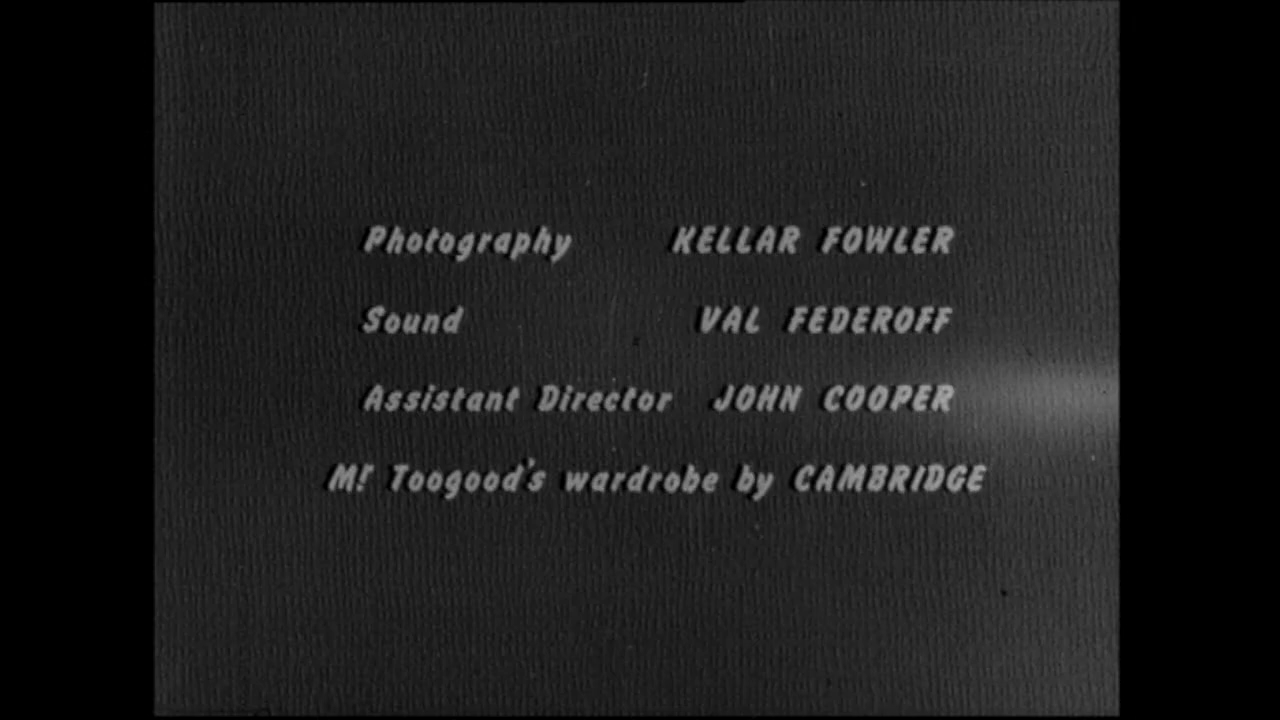 Photography KELLAR FOWLER
Sound VAL FEDEROFF
Assistant Director JOHN COOPER
Mr Toogood's wardrobe by CAMBRIDGE